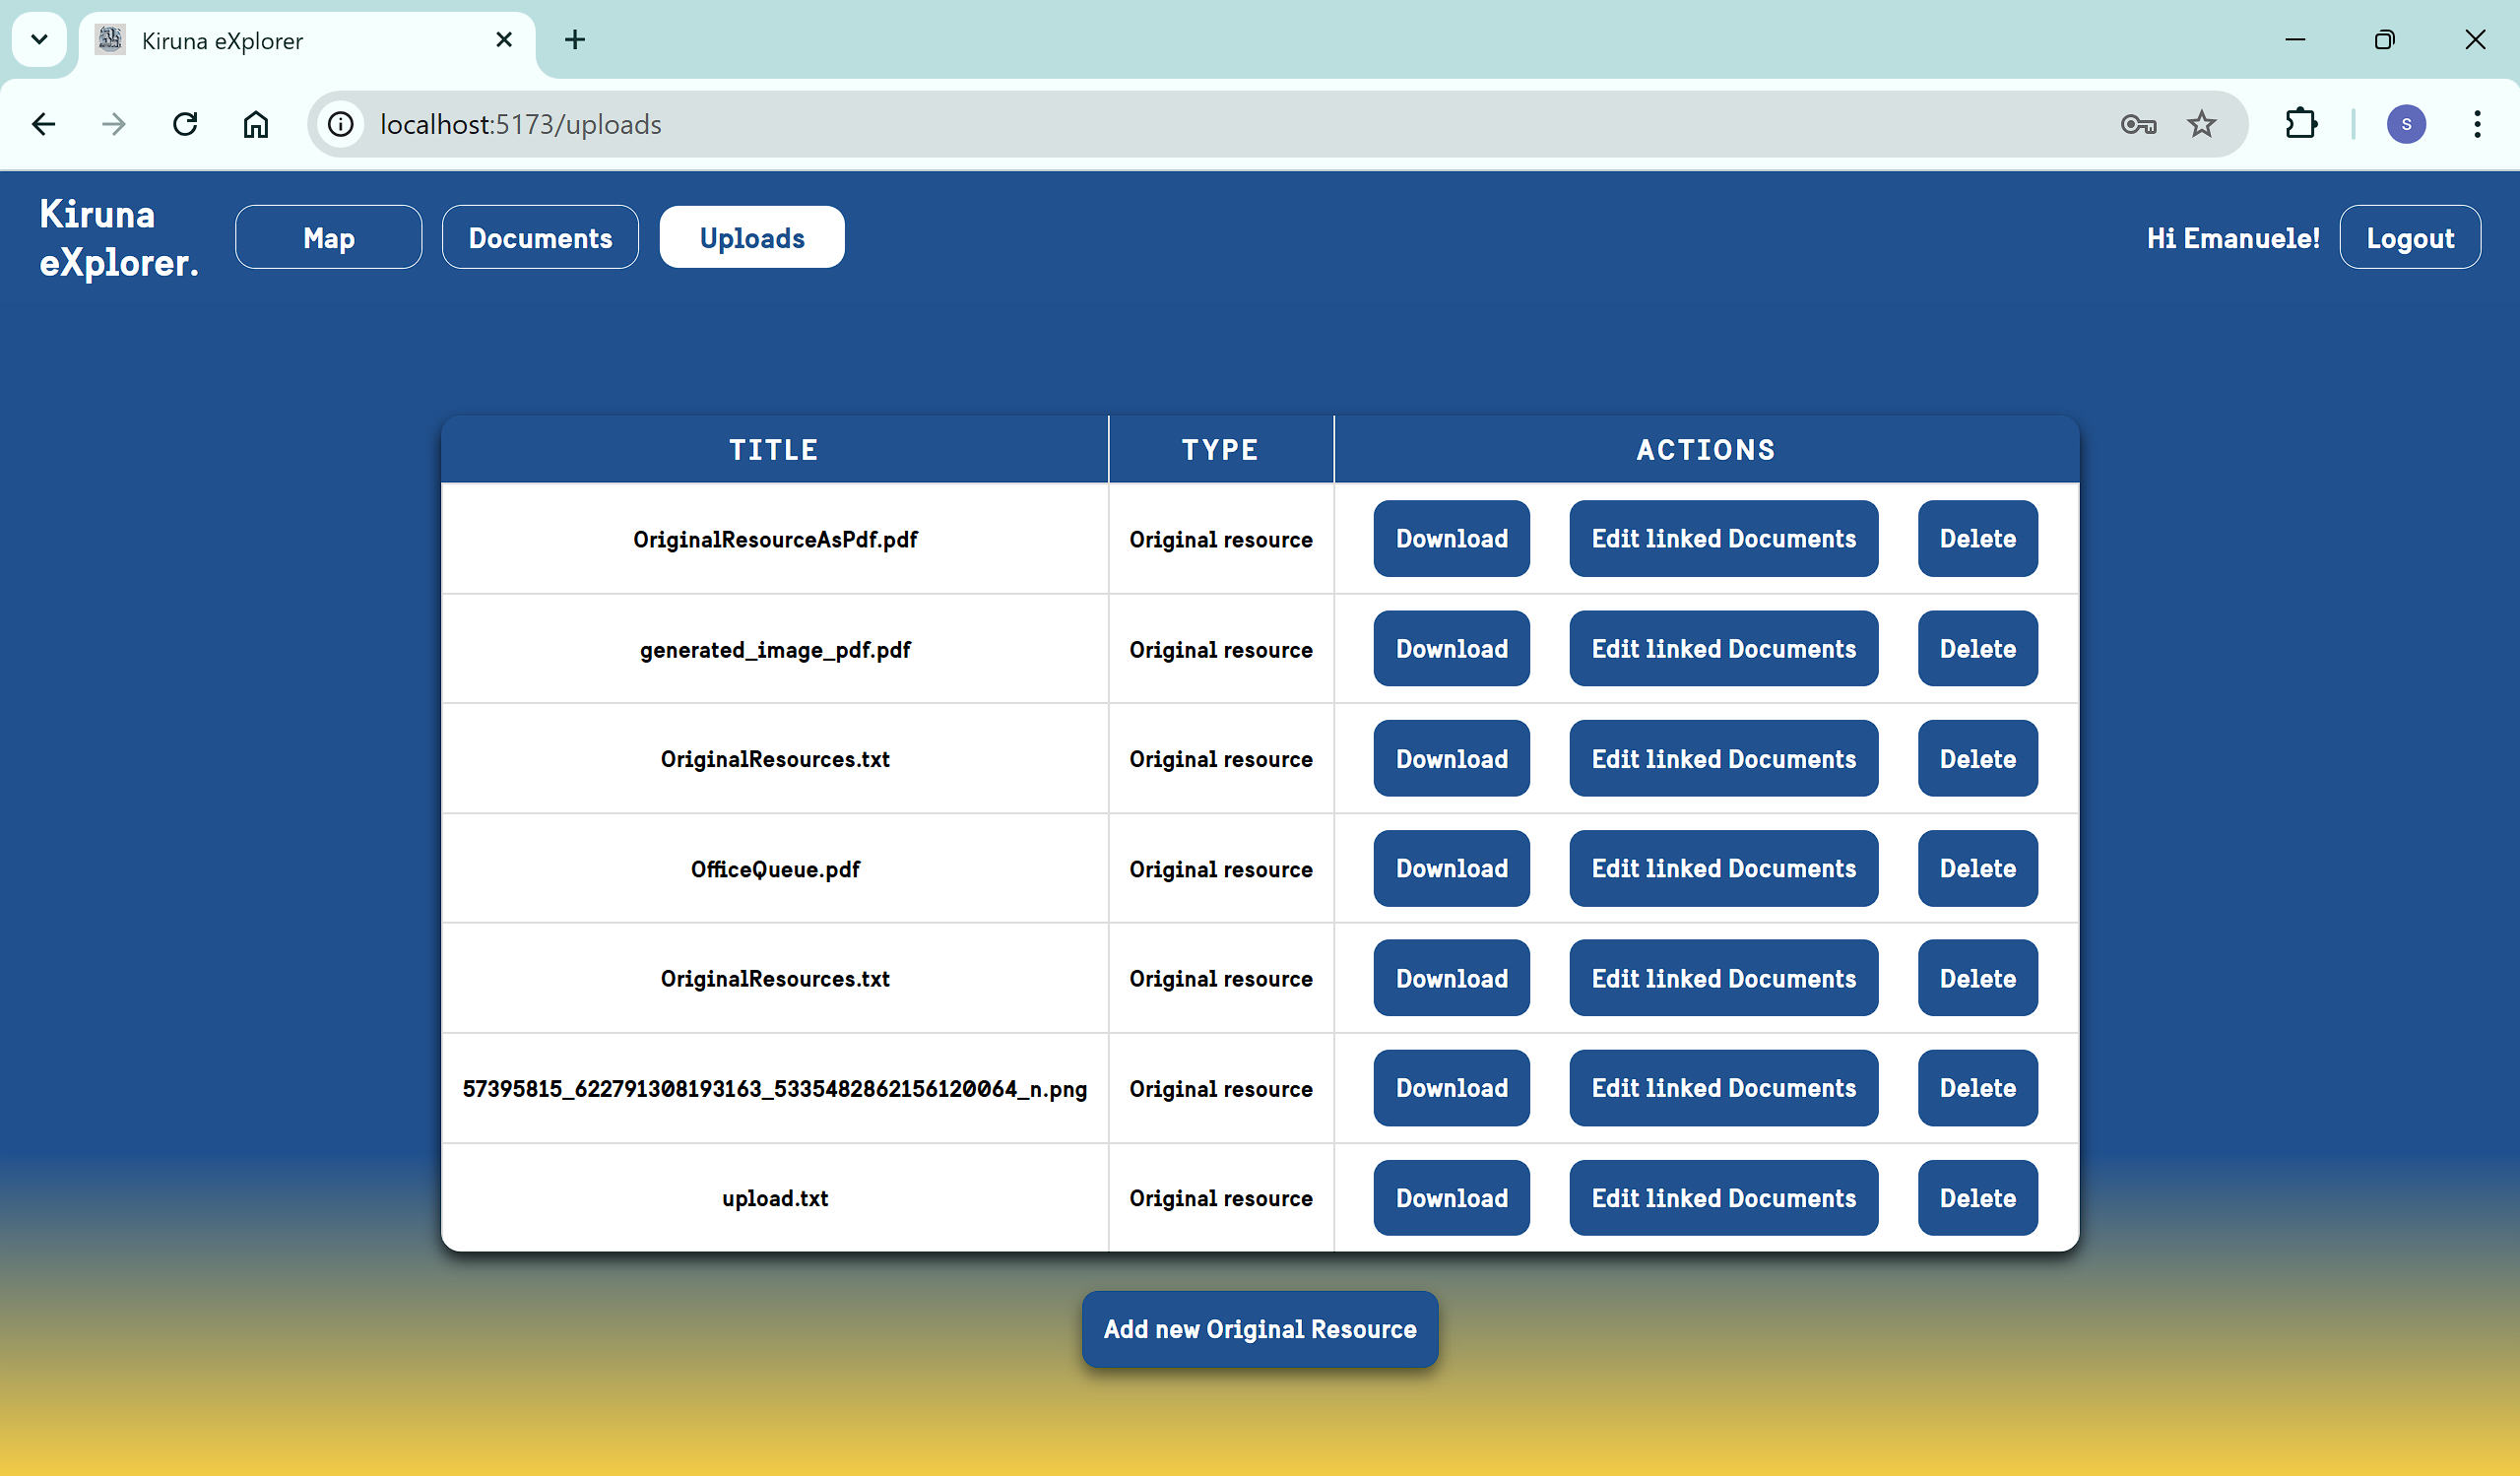 Kiruna eXplorer
localhost:5173/uploads
S
Kiruna
eXplorer.
Map
Documents
Uploads
Hi Emanuele!
Logout
TITLE TYPE ACTIONS
OriginalResourceAsPdf.pdf Original resource Download Edit linked Documents Delete
generated_image_pdf.pdf Original resource Download Edit linked Documents Delete
OriginalResources.txt Original resource Download Edit linked Documents Delete
OfficeQueue.pdf Original resource Download Edit linked Documents Delete
OriginalResources.txt Original resource Download Edit linked Documents Delete
57395815_622791308193163_5335482862156120064_n.png Original resource Download Edit linked Documents Delete
upload.txt Original resource Download Edit linked Documents Delete
Add new Original Resource